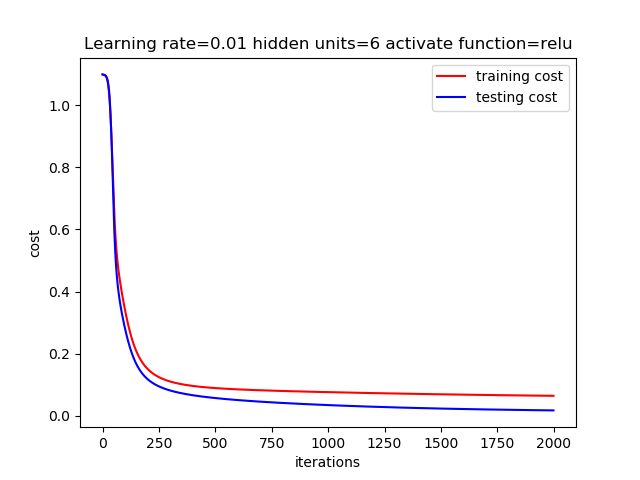 Learning rate=0.01 hidden units=6 activate function=relu
training cost
testing cost
1.0
0.8
0.6
0.4
0.2
0.0
cost
0 250 500 750 1000 1250 1500 1750 2000
iterations